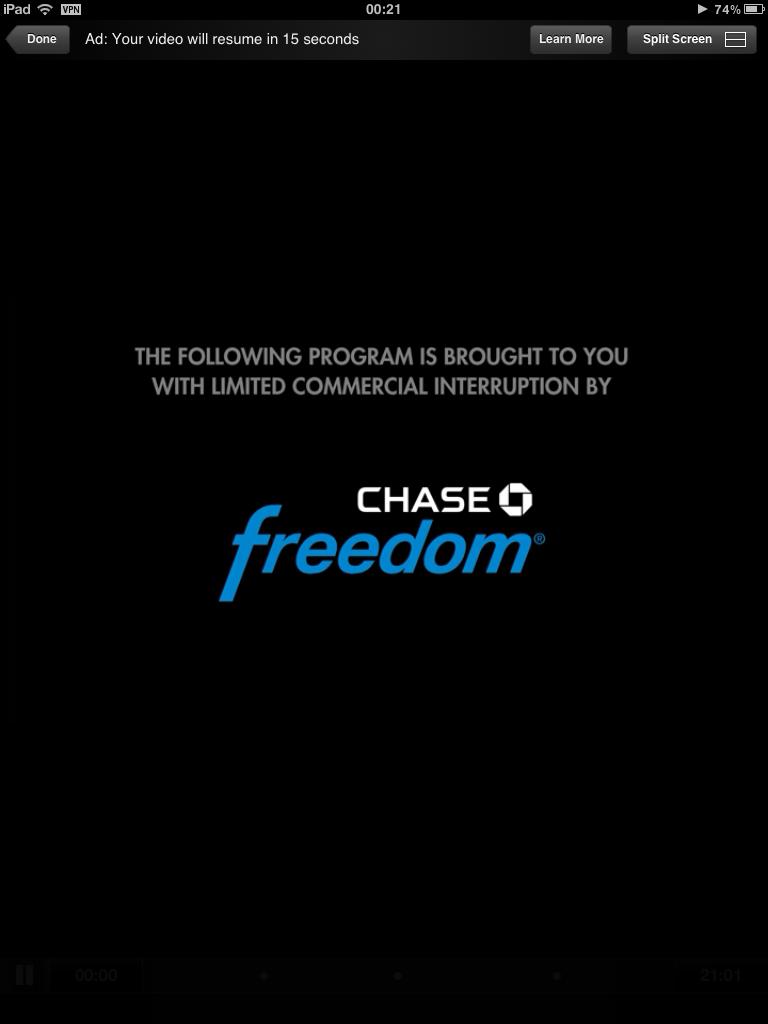 iPad VPN 00:21 74%
Done Ad: Your video will resume in 15 seconds Learn More Split Screen
THE FOLLOWING PROGRAM IS BROUGHT TO YOU
WITH LIMITED COMMERCIAL INTERRUPTION BY
CHASE
freedom®
00:00 21:01